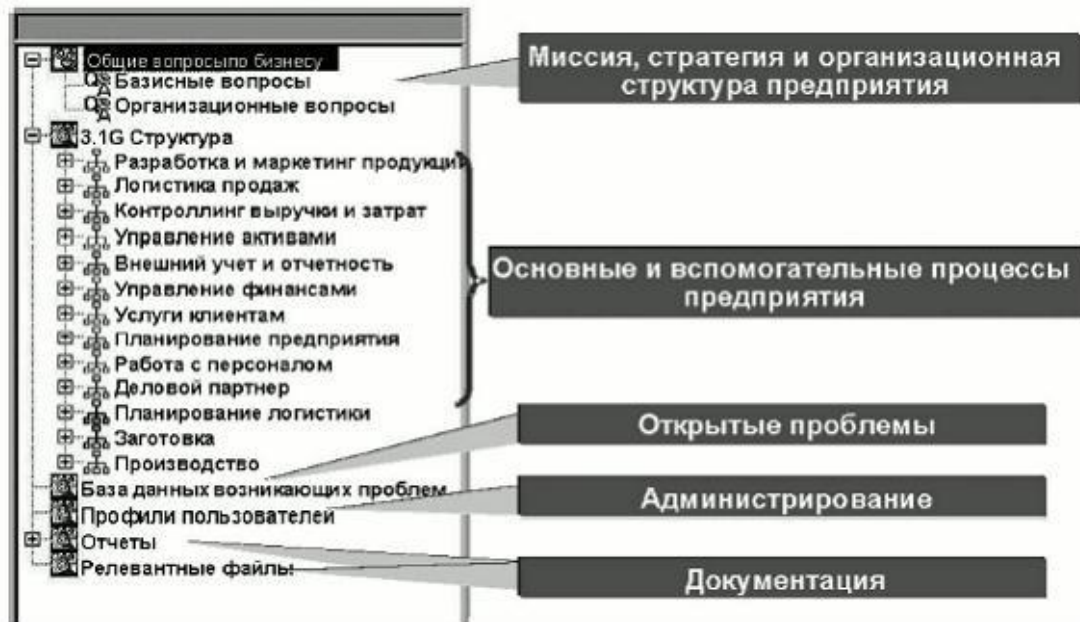 Общие вопросыпо бизнесу
Базисные вопросы
Организационные вопросы
3.1G Структура
Разработка и маркетинг продукции
Логистика продаж
Контроллинг выручки и затрат
Управление активами
Внешний учет и отчетность
Управление финансами
Услуги клиентам
Планирование предприятия
Работа с персоналом
Деловой партнер
Планирование логистики
Заготовка
Производство
База данных возникающих проблем
Профили пользователей
Отчеты
Релевантные файлы
Миссия, стратегия и организационная
структура предприятия
Основные и вспомогательные процессы
предприятия
Открытые проблемы
Администрирование
Документация